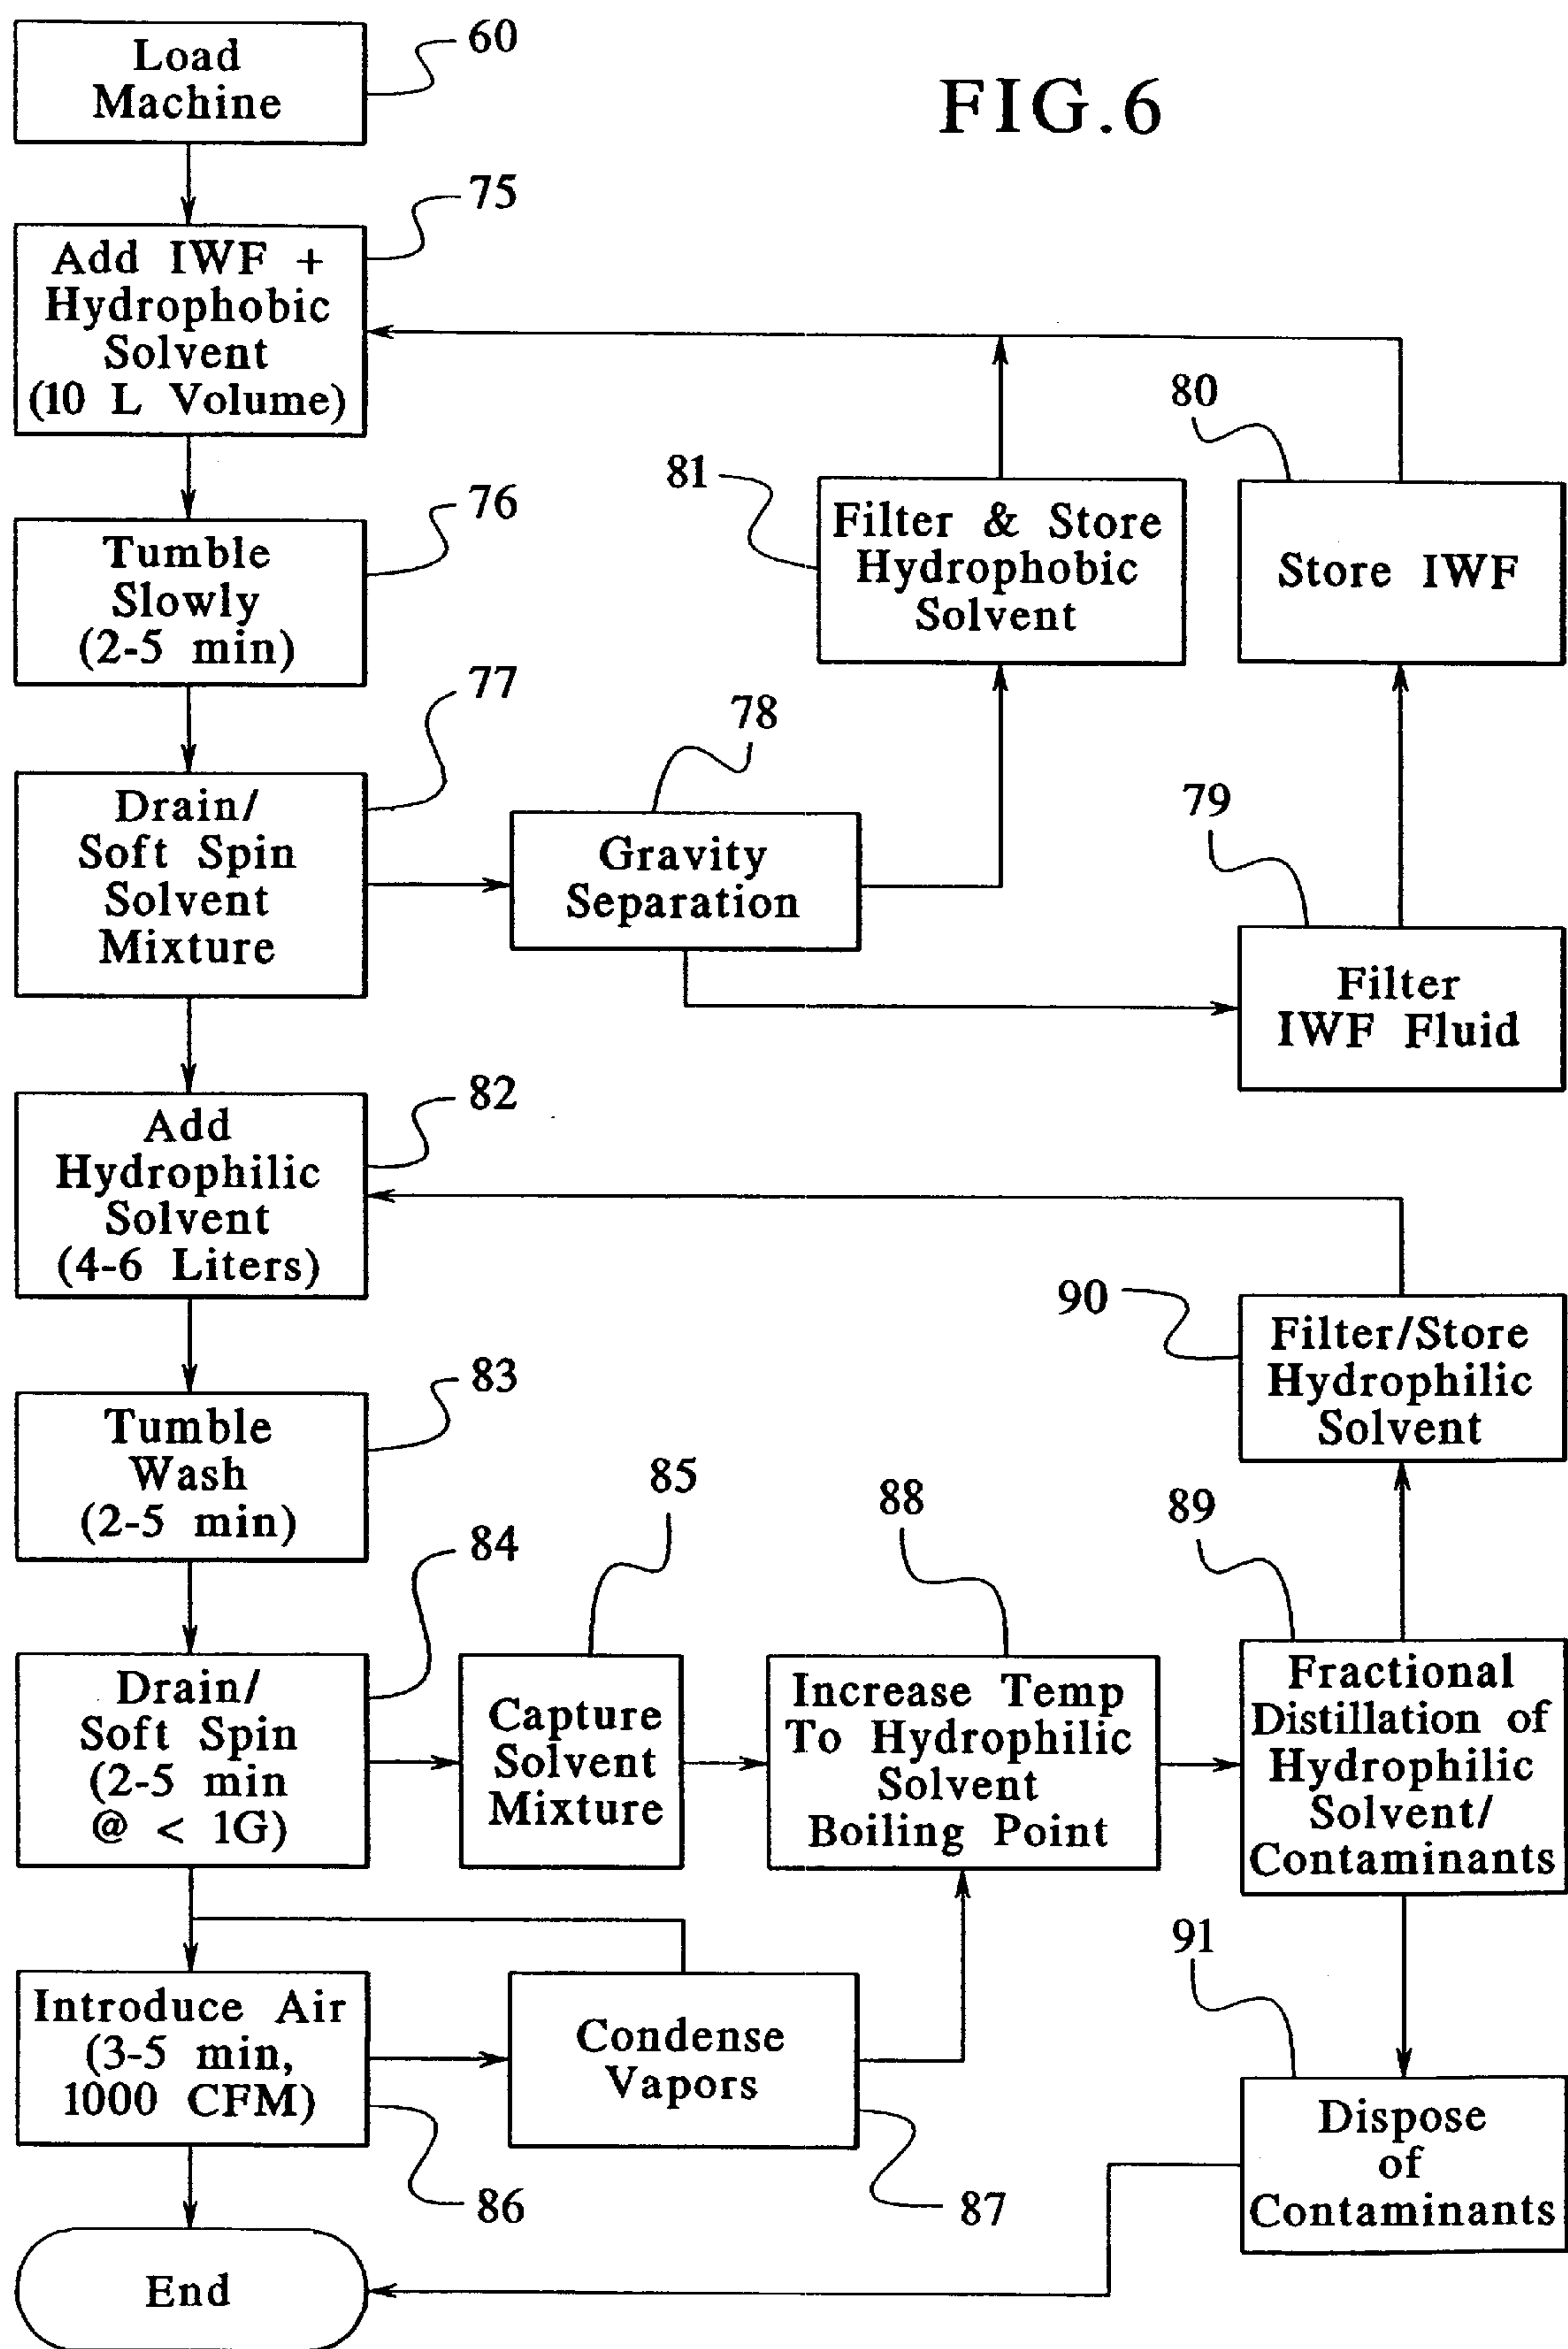 FIG.6
Load
Machine
60
Add IWF +
Hydrophobic
Solvent
(10 L Volume)
75
Tumble
Slowly
(2-5 min)
76
Drain/
Soft Spin
Solvent
Mixture
77
Gravity
Separation
78
Filter & Store
Hydrophobic
Solvent
81
Store IWF
80
Filter
IWF Fluid
79
Add
Hydrophilic
Solvent
(4-6 Liters)
82
Tumble
Wash
(2-5 min)
83
Drain/
Soft Spin
(2-5 min
@ < 1G)
84
Capture
Solvent
Mixture
85
Increase Temp
To Hydrophilic
Solvent
Boiling Point
88
Fractional
Distillation of
Hydrophilic
Solvent/
Contaminants
89
Filter/Store
Hydrophilic
Solvent
90
Introduce Air
(3-5 min,
1000 CFM)
86
Condense
Vapors
87
Dispose
of
Contaminants
91
End